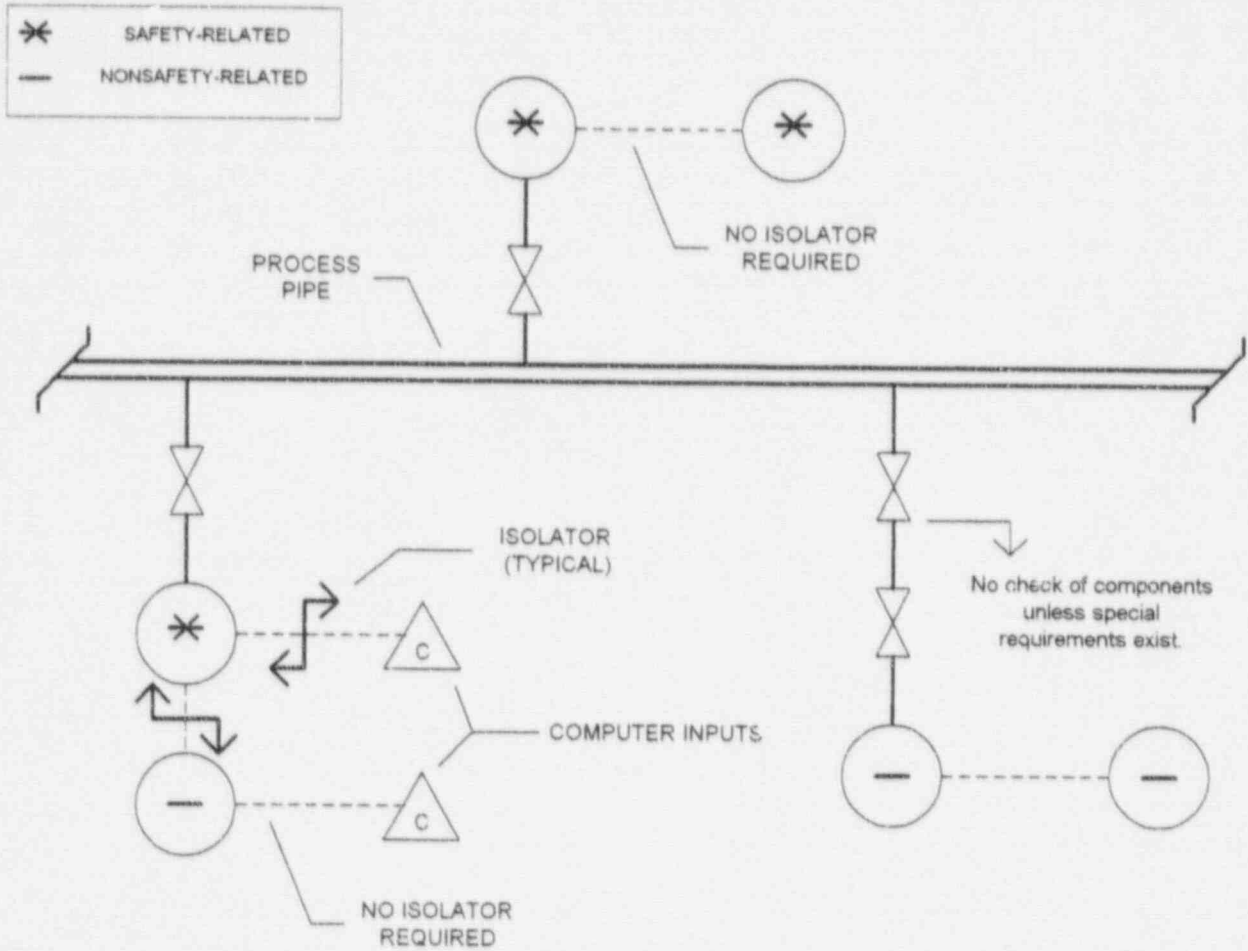 SAFETY-RELATED
NONSAFETY-RELATED
NO ISOLATOR
REQUIRED
PROCESS
PIPE
ISOLATOR
(TYPICAL)
No check of components
unless special
requirements exist.
C
COMPUTER INPUTS
C
NO ISOLATOR
REQUIRED